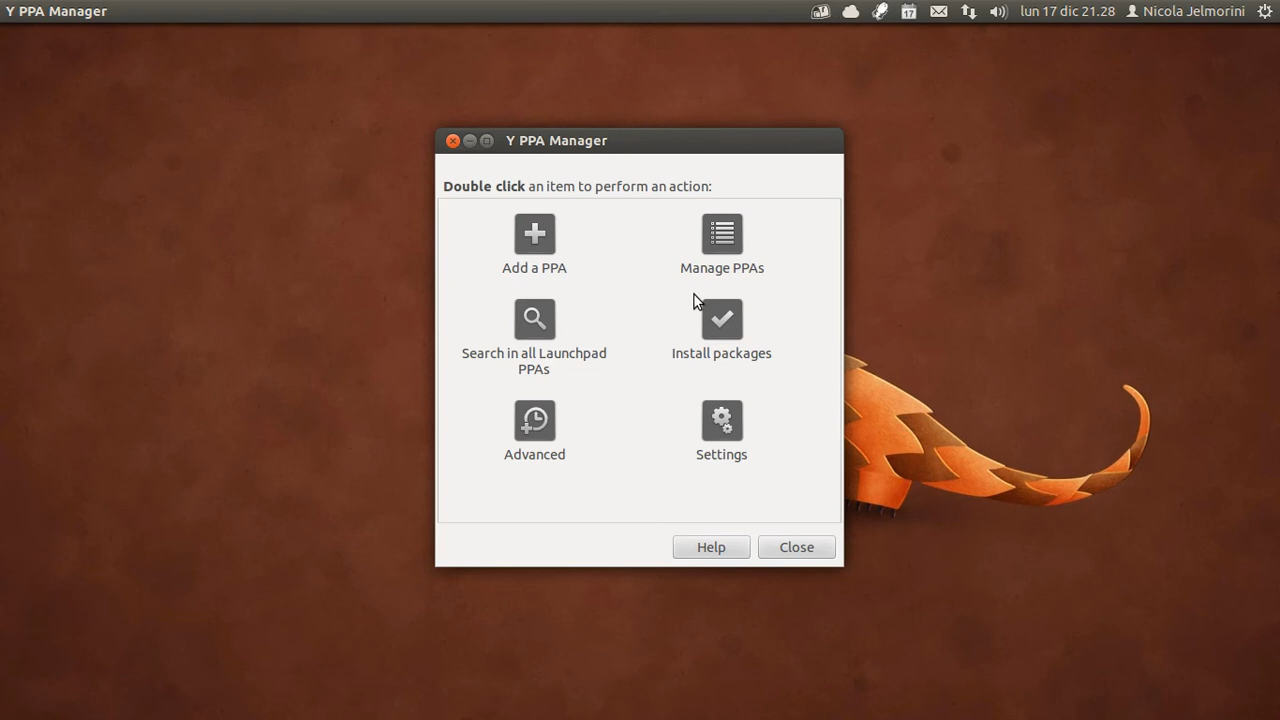 Y PPA Manager
17
lun 17 dic 21.28
Nicola Jelmorini
Y PPA Manager
Double click an item to perform an action:
Add a PPA
Manage PPAs
Search in all Launchpad
PPAs
Install packages
Advanced
Settings
Help
Close